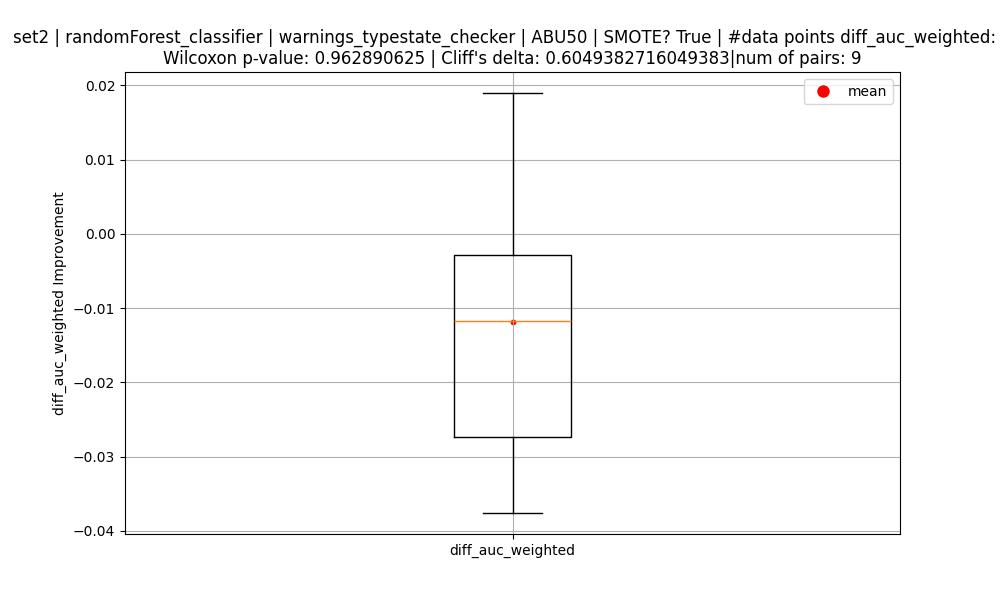 set2 | randomForest_classifier | warnings_typestate_checker | ABU50 | SMOTE? True | #data points diff_auc_weighted:
Wilcoxon p-value: 0.962890625 | Cliff's delta: 0.6049382716049383|num of pairs: 9
mean
0.02
0.01
0.00
−0.01
−0.02
−0.03
−0.04
diff_auc_weighted Improvement
diff_auc_weighted